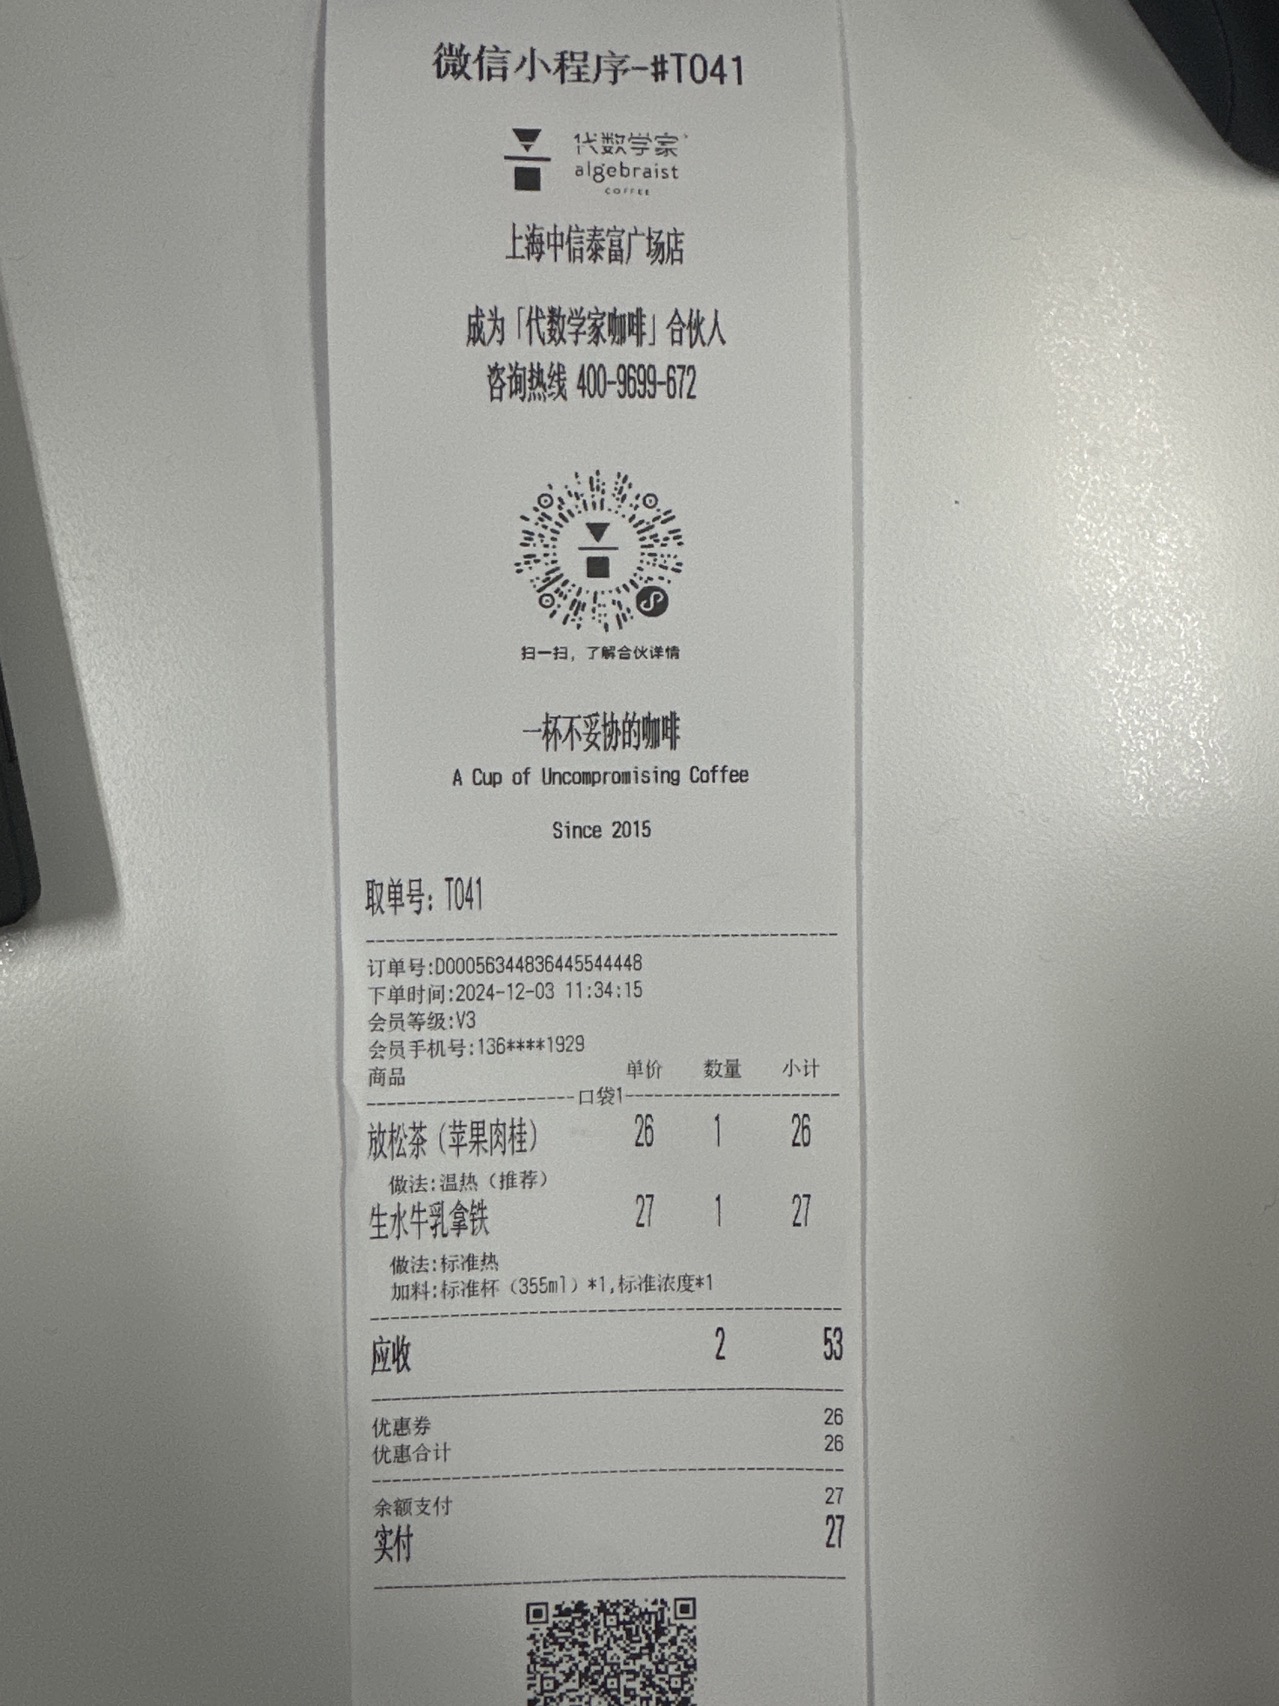 微信小程序-#T041
代数学家
algebraist
COFFEE
上海中信泰富广场店
成为「代数学家咖啡」合伙人
咨询热线 400-9699-672
扫一扫，了解合伙详情
一杯不妥协的咖啡
A Cup of Uncompromising Coffee
Since 2015
取单号: T041
订单号:D00056344836445544448
下单时间:2024-12-03 11:34:15
会员等级:V3
会员手机号:136****1929
商品 单价 数量 小计
口袋1
放松茶（苹果肉桂） 26 1 26
做法:温热（推荐）
生水牛乳拿铁 27 1 27
做法:标准热
加料:标准杯（355ml）*1,标准浓度*1
应收 2 53
优惠券 26
优惠合计 26
余额支付 27
实付 27